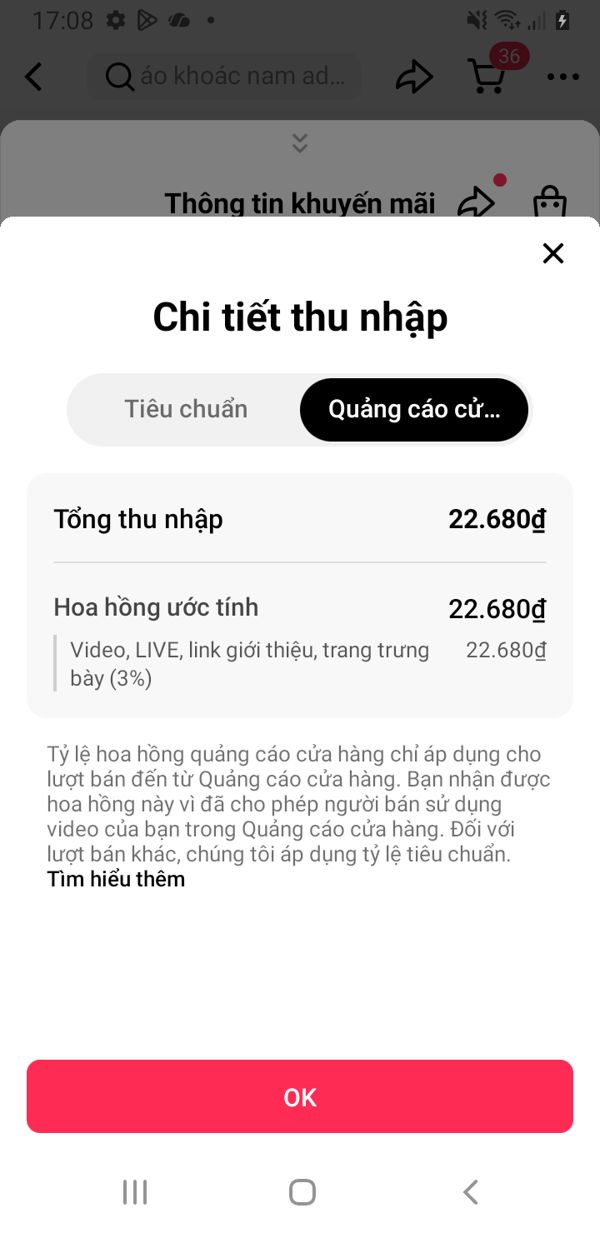 17:08
áo khoác nam ad...
36
Thông tin khuyến mãi
Chi tiết thu nhập
Tiêu chuẩn
Quảng cáo cử...
Tổng thu nhập 22.680₫
Hoa hồng ước tính 22.680₫
Video, LIVE, link giới thiệu, trang trưng 22.680₫
bày (3%)
Tỷ lệ hoa hồng quảng cáo cửa hàng chỉ áp dụng cho
lượt bán đến từ Quảng cáo cửa hàng. Bạn nhận được
hoa hồng này vì đã cho phép người bán sử dụng
video của bạn trong Quảng cáo cửa hàng. Đối với
lượt bán khác, chúng tôi áp dụng tỷ lệ tiêu chuẩn.
Tìm hiểu thêm
OK